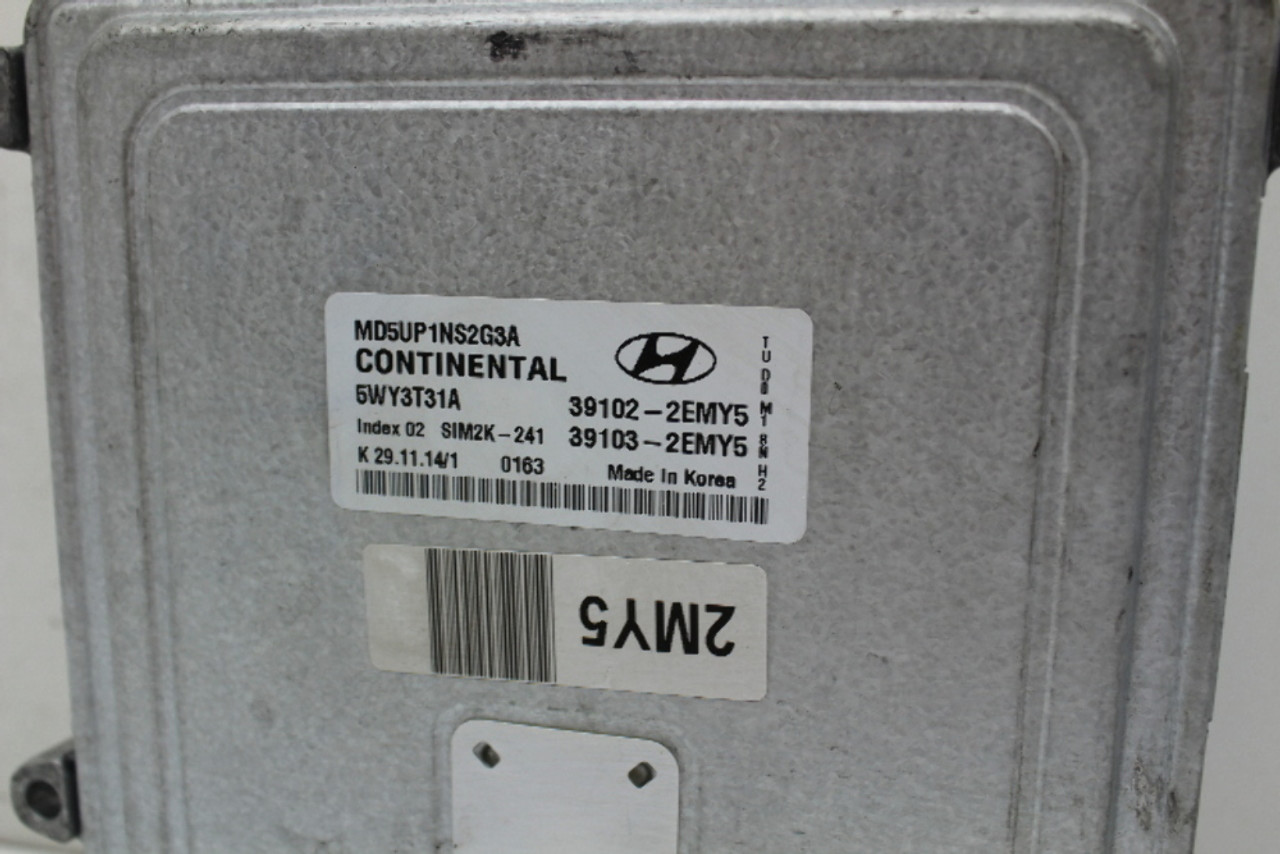 MD5UP1NS2G3A
CONTINENTAL
5WY3T31A 39102-2EMY5
Index 02 SIM2K-241 39103-2EMY5
K 29.11.14/1 0163 Made In Korea
2MY5